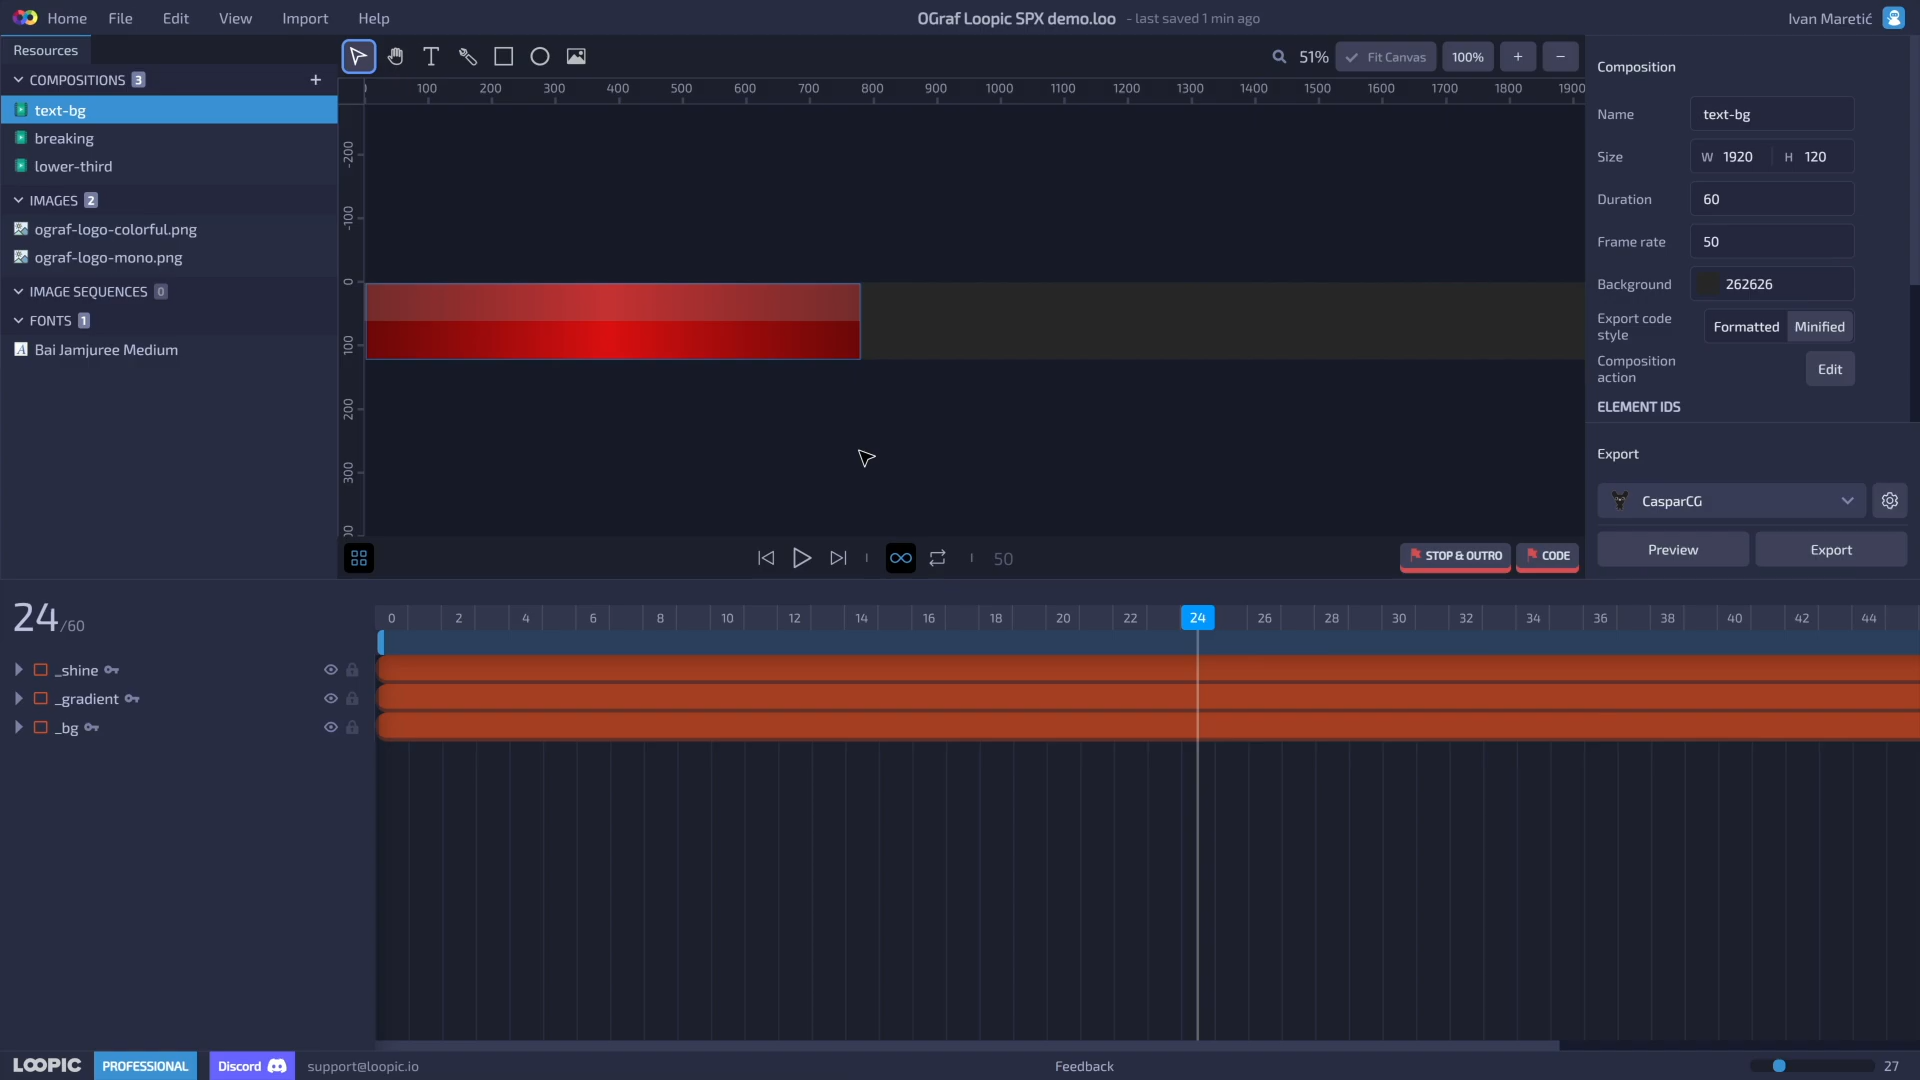 Home File Edit View Import Help
OGraf Loopic SPX demo.loo - last saved 1 min ago
Ivan Maretić
Resources
COMPOSITIONS 3 +
text-bg
breaking
lower-third
IMAGES 2
ograf-logo-colorful.png
ograf-logo-mono.png
IMAGE SEQUENCES 0
FONTS 1
Bai Jamjuree Medium
51% Fit Canvas 100% + −
100 200 300 400 500 600 700 800 900 1000 1100 1200 1300 1400 1500 1600 1700 1800 1900
-200
-100
0
100
200
300
50
STOP & OUTRO CODE
Composition
Name text-bg
Size W 1920 H 120
Duration 60
Frame rate 50
Background 262626
Export code
style
Formatted Minified
Composition
action
Edit
ELEMENT IDS
Export
CasparCG
Preview Export
24/60
0 2 4 6 8 10 12 14 16 18 20 22 24 26 28 30 32 34 36 38 40 42 44
_shine
_gradient
_bg
LOOPIC PROFESSIONAL Discord support@loopic.io Feedback 27